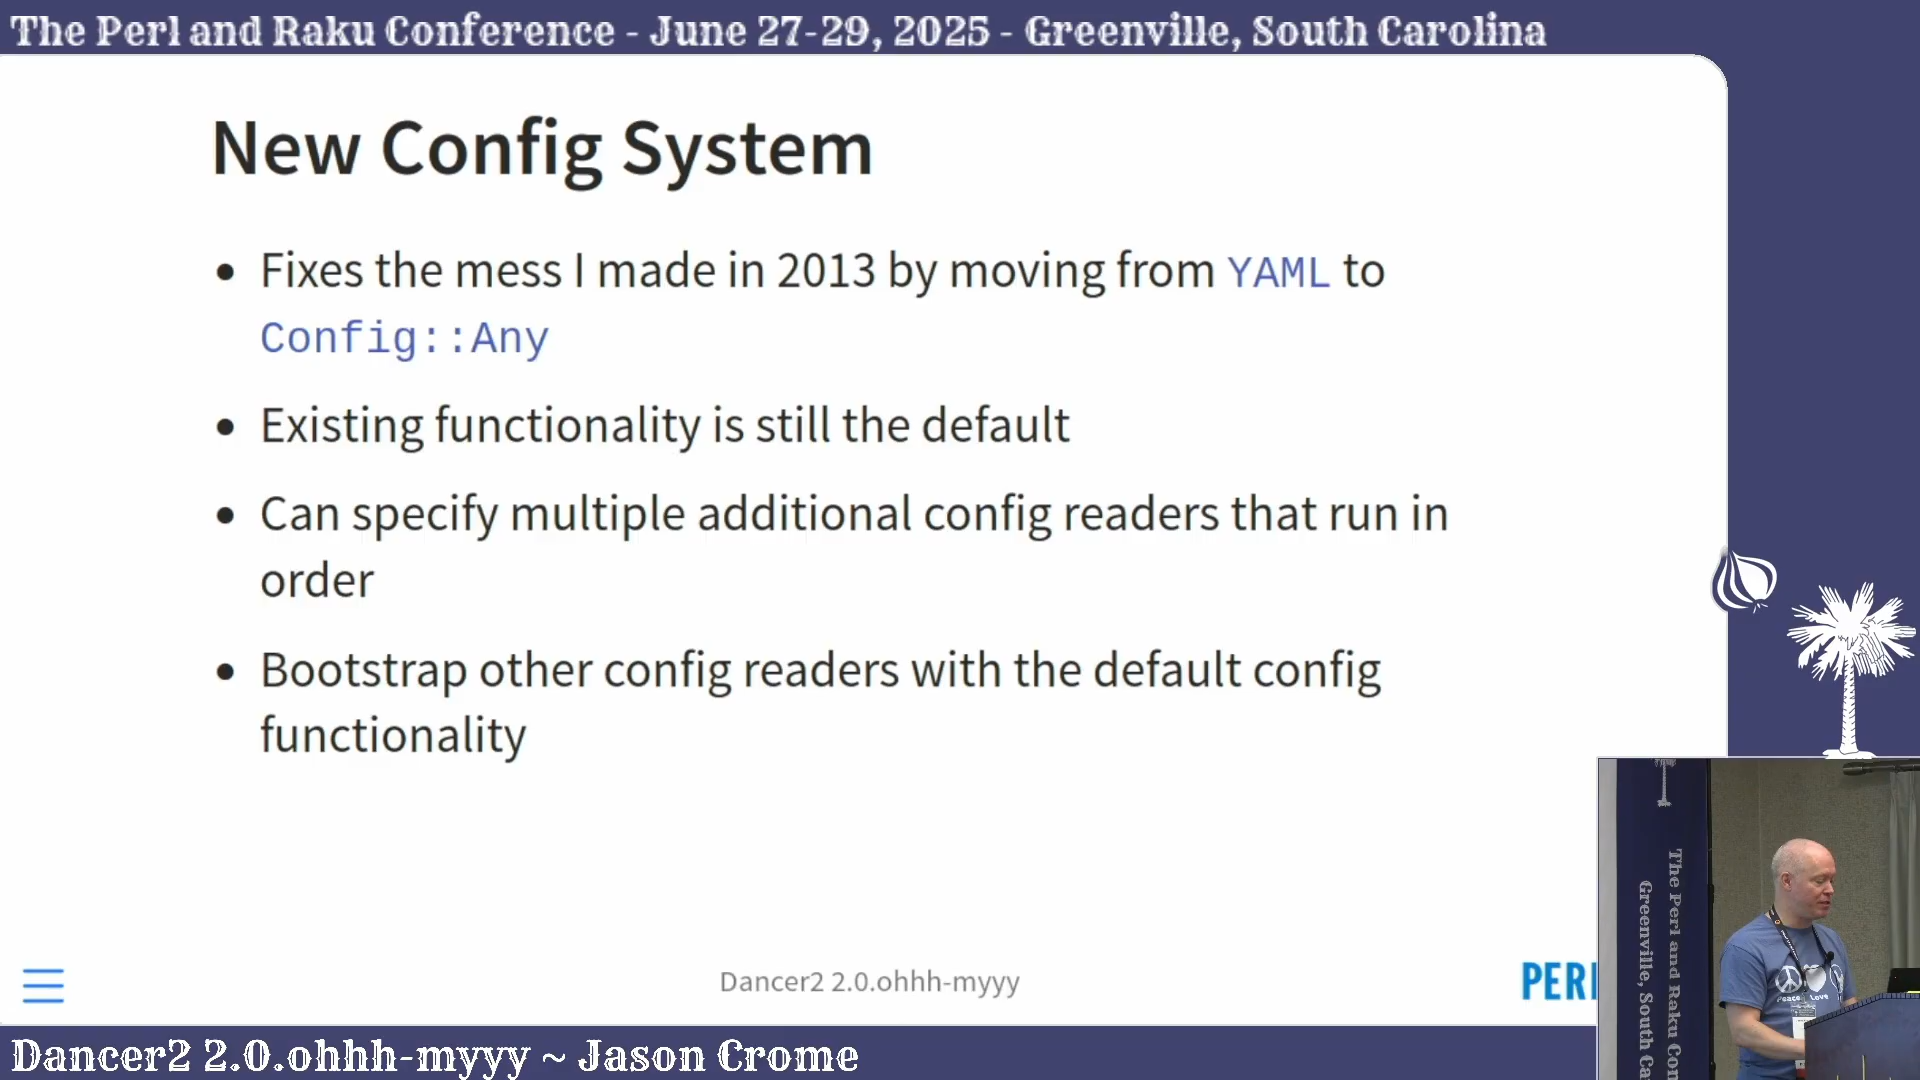 The Perl and Raku Conference - June 27-29, 2025 - Greenville, South Carolina
New Config System
Fixes the mess I made in 2013 by moving from YAML to
Config::Any
Existing functionality is still the default
Can specify multiple additional config readers that run in
order
Bootstrap other config readers with the default config
functionality
Dancer2 2.0.ohhh-myyy
PERL
The Perl and Raku Con
Greenville, South Ca
Peace Love
Dancer2 2.0.ohhh-myyy ~ Jason Crome